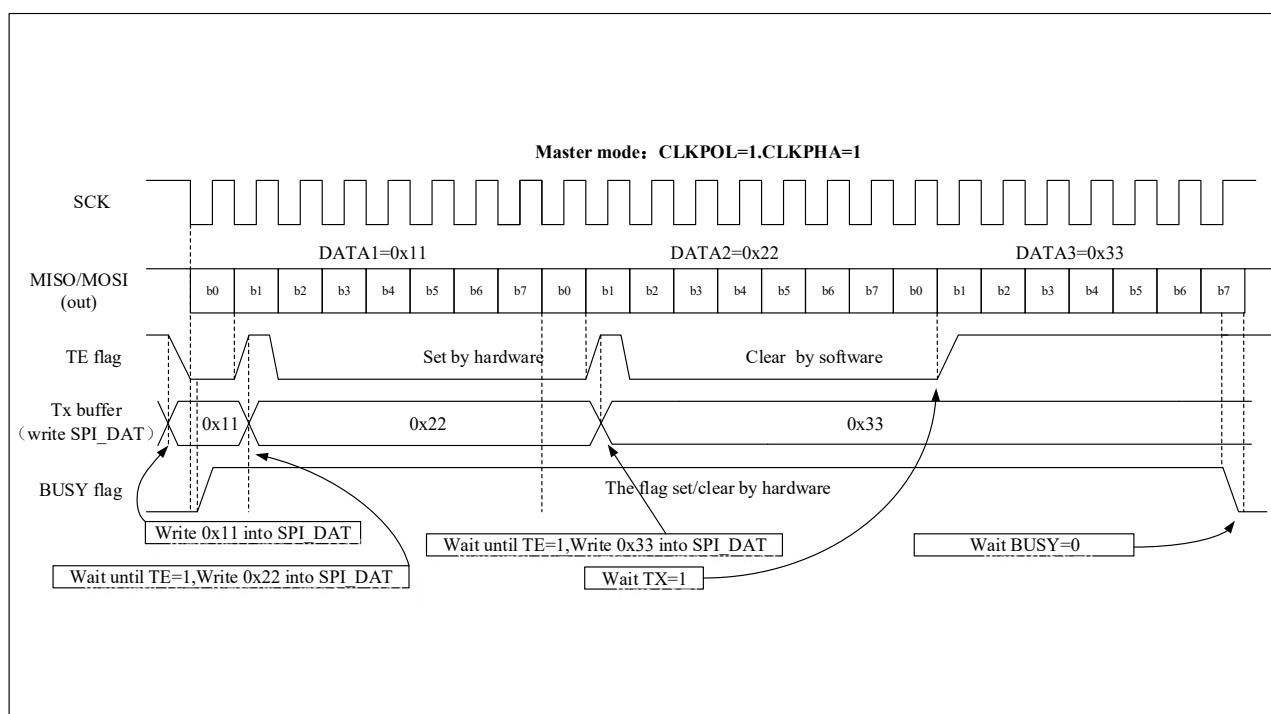 Master mode：CLKPOL=1.CLKPHA=1
SCK
DATA1=0x11 DATA2=0x22 DATA3=0x33
MISO/MOSI
(out)
b0 b1 b2 b3 b4 b5 b6 b7 b0 b1 b2 b3 b4 b5 b6 b7 b0 b1 b2 b3 b4 b5 b6 b7
TE flag Set by hardware Clear by software
Tx buffer
（write SPI_DAT） 0x11 0x22 0x33
BUSY flag The flag set/clear by hardware
Write 0x11 into SPI_DAT
Wait until TE=1,Write 0x33 into SPI_DAT
Wait BUSY=0
Wait until TE=1,Write 0x22 into SPI_DAT
Wait TX=1